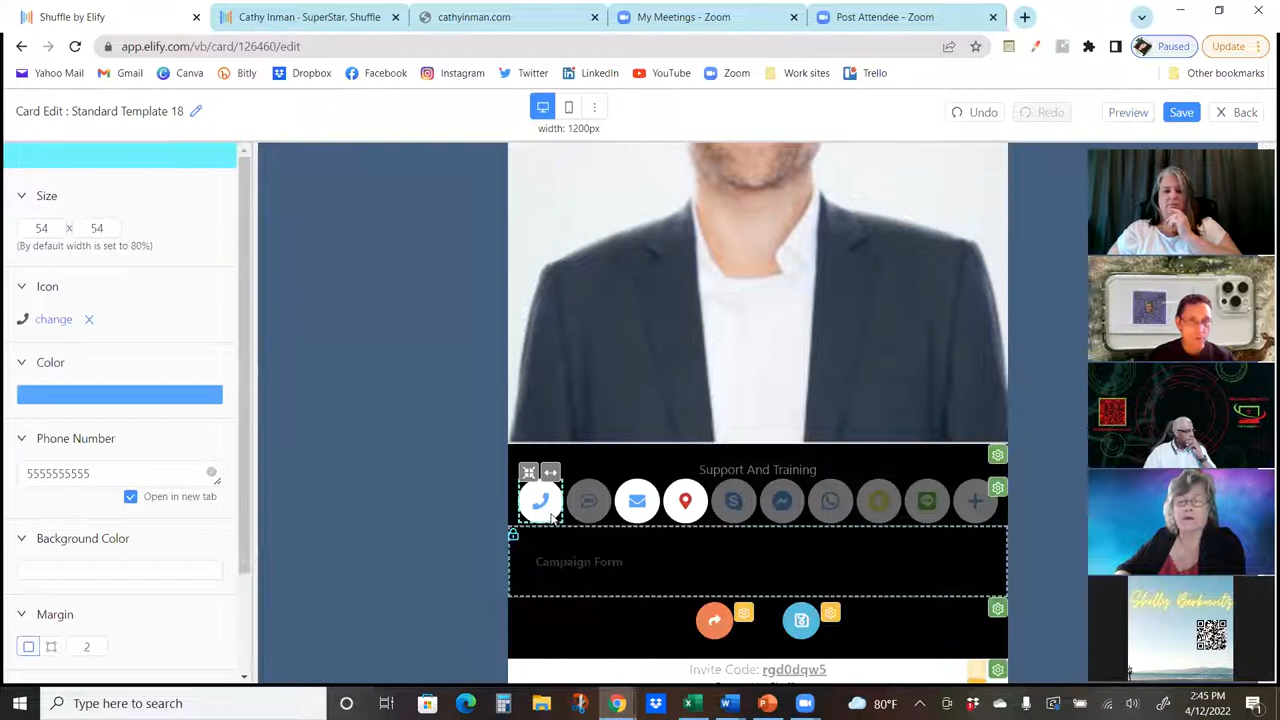 Shuffle by Elify
Cathy Inman - SuperStar, Shuffle
cathyinman.com
My Meetings - Zoom
Post Attendee - Zoom
app.elify.com/vb/card/126460/edit
Paused
Update
Yahoo Mail
Gmail
Canva
Bitly
Dropbox
Facebook
Instagram
Twitter
LinkedIn
YouTube
Zoom
Work sites
Trello
Other bookmarks
Card Edit : Standard Template 18
width: 1200px
Undo
Redo
Preview
Save
Back
Size
54 x 54
(By default width is set to 80%)
Icon
change
Color
Phone Number
5555555555
Open in new tab
Background Color
Margin
2
Support And Training
SMS
Campaign Form
Invite Code: rgd0dqw5
Shelly Berkowitz
Type here to search
80°F
2:45 PM
4/12/2022